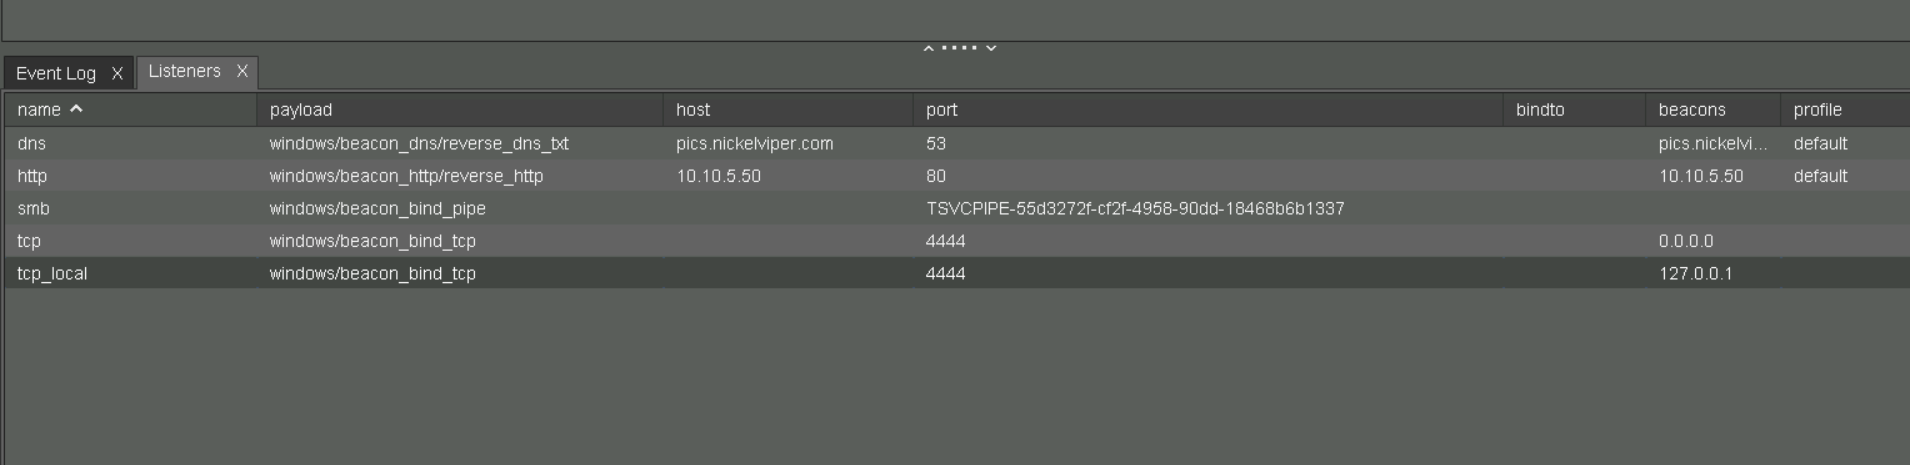 Event Log X Listeners X
name payload host port bindto beacons profile
dns windows/beacon_dns/reverse_dns_txt pics.nickelviper.com 53 pics.nickelvi... default
http windows/beacon_http/reverse_http 10.10.5.50 80 10.10.5.50 default
smb windows/beacon_bind_pipe TSVCPIPE-55d3272f-cf2f-4958-90dd-18468b6b1337
tcp windows/beacon_bind_tcp 4444 0.0.0.0
tcp_local windows/beacon_bind_tcp 4444 127.0.0.1